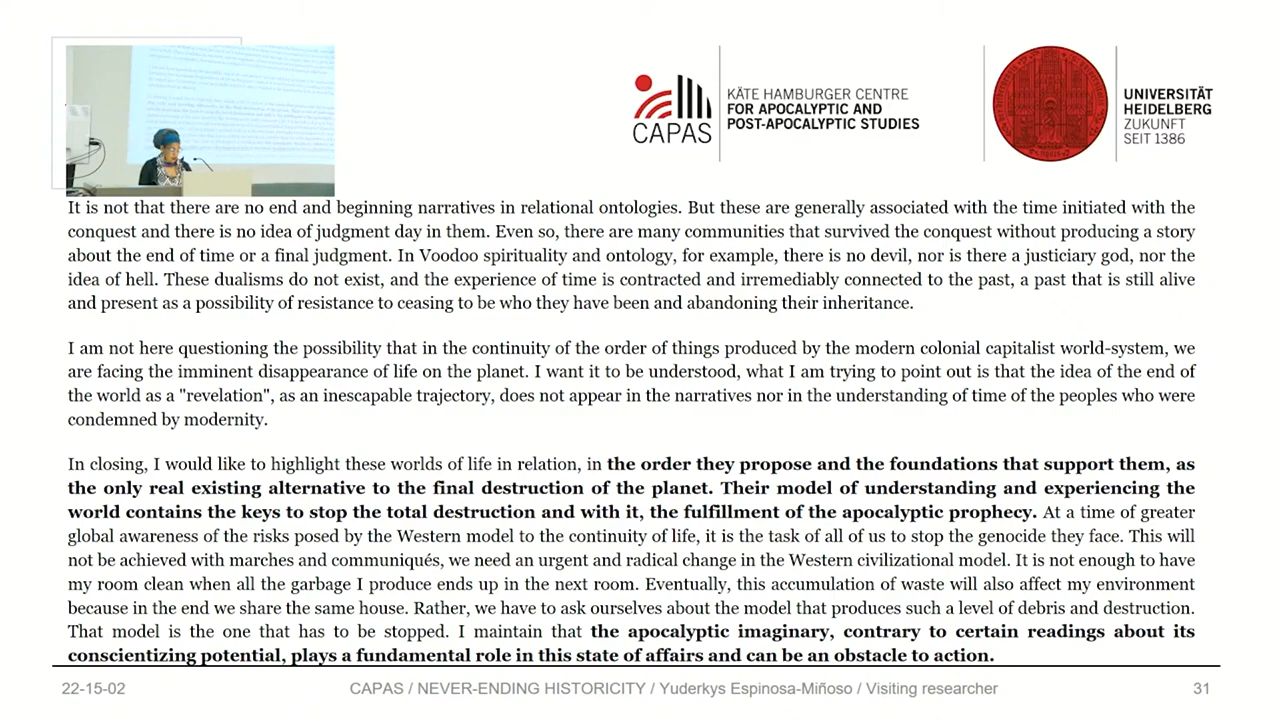 CAPAS
KÄTE HAMBURGER CENTRE
FOR APOCALYPTIC AND
POST-APOCALYPTIC STUDIES
UNIVERSITÄT
HEIDELBERG
ZUKUNFT
SEIT 1386
It is not that there are no end and beginning narratives in relational ontologies. But these are generally associated with the time initiated with the
conquest and there is no idea of judgment day in them. Even so, there are many communities that survived the conquest without producing a story
about the end of time or a final judgment. In Voodoo spirituality and ontology, for example, there is no devil, nor is there a justiciary god, nor the
idea of hell. These dualisms do not exist, and the experience of time is contracted and irremediably connected to the past, a past that is still alive
and present as a possibility of resistance to ceasing to be who they have been and abandoning their inheritance.
I am not here questioning the possibility that in the continuity of the order of things produced by the modern colonial capitalist world-system, we
are facing the imminent disappearance of life on the planet. I want it to be understood, what I am trying to point out is that the idea of the end of
the world as a "revelation", as an inescapable trajectory, does not appear in the narratives nor in the understanding of time of the peoples who were
condemned by modernity.
In closing, I would like to highlight these worlds of life in relation, in the order they propose and the foundations that support them, as
the only real existing alternative to the final destruction of the planet. Their model of understanding and experiencing the
world contains the keys to stop the total destruction and with it, the fulfillment of the apocalyptic prophecy. At a time of greater
global awareness of the risks posed by the Western model to the continuity of life, it is the task of all of us to stop the genocide they face. This will
not be achieved with marches and communiqués, we need an urgent and radical change in the Western civilizational model. It is not enough to have
my room clean when all the garbage I produce ends up in the next room. Eventually, this accumulation of waste will also affect my environment
because in the end we share the same house. Rather, we have to ask ourselves about the model that produces such a level of debris and destruction.
That model is the one that has to be stopped. I maintain that the apocalyptic imaginary, contrary to certain readings about its
conscientizing potential, plays a fundamental role in this state of affairs and can be an obstacle to action.
22-15-02
CAPAS / NEVER-ENDING HISTORICITY / Yuderkys Espinosa-Miñoso / Visiting researcher
31